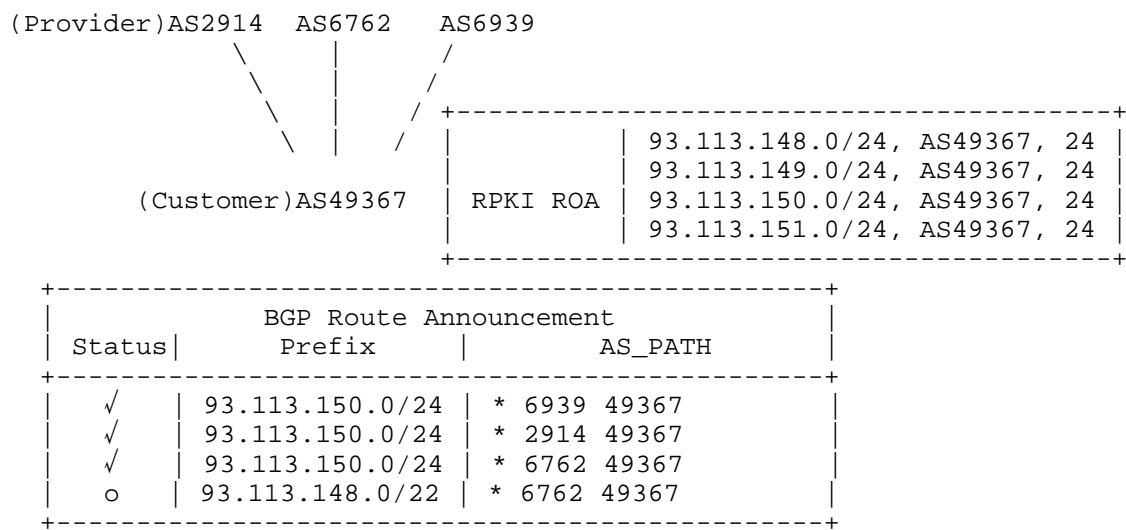 (Provider)AS2914 AS6762 AS6939
93.113.148.0/24, AS49367, 24
93.113.149.0/24, AS49367, 24
(Customer)AS49367 RPKI ROA 93.113.150.0/24, AS49367, 24
93.113.151.0/24, AS49367, 24
BGP Route Announcement
Status Prefix AS_PATH
√ 93.113.150.0/24 * 6939 49367
√ 93.113.150.0/24 * 2914 49367
√ 93.113.150.0/24 * 6762 49367
o 93.113.148.0/22 * 6762 49367